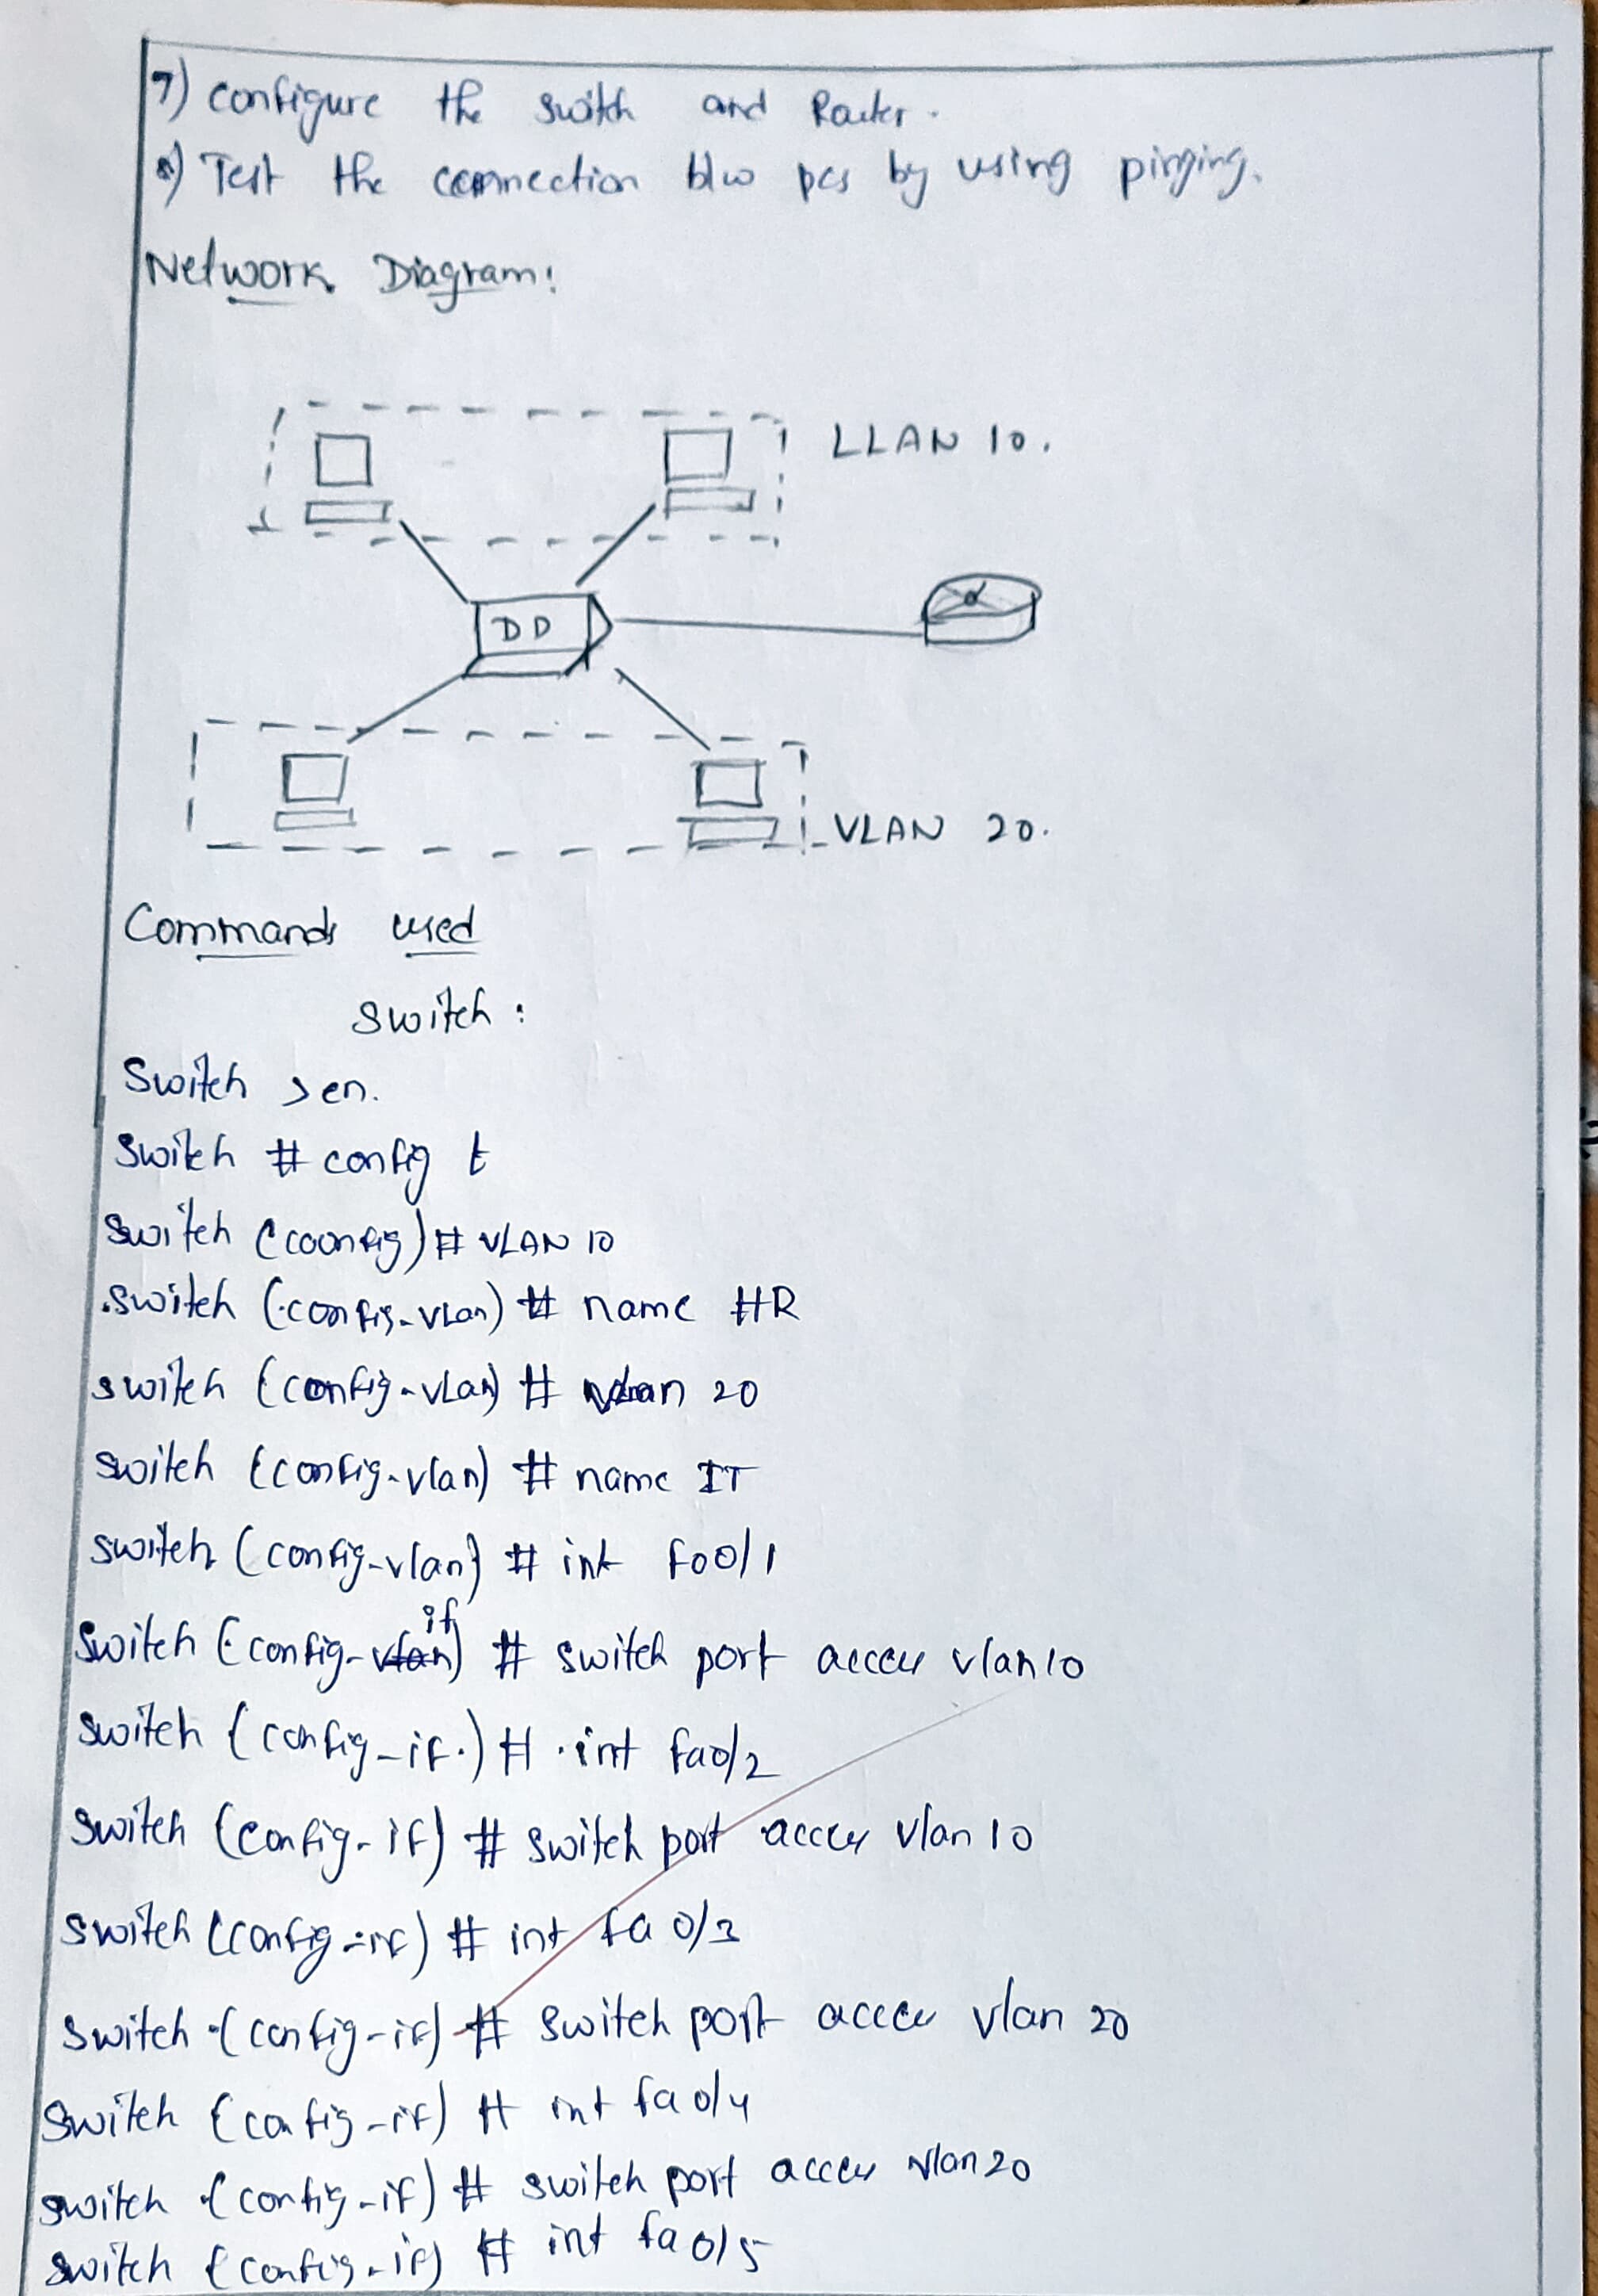 7) configure the switch and Router.
8) Test the connection b/w pcs by using pinging.
Network Diagram:
LLAN 10.
DD
VLAN 20.
Commands used
switch :
Switch >en.
Switch # config t
Switch (coonfig)# VLAN 10
switch (config-vlan) # name HR
switch (config-vlan) # vlan 20
switch (config-vlan) # name IT
switch (config-vlan) # int fo0/1
switch (config-if) # switch port access vlan10
switch (config-if.) # int fa0/2
switch (config-if) # switch port access vlan 10
switch (config-if) # int fa 0/3
switch (config-if) # switch port access vlan 20
switch (config-if) # int fa 0/4
switch (config-if) # switch port access vlan 20
switch (config-if) # int fa 0/5